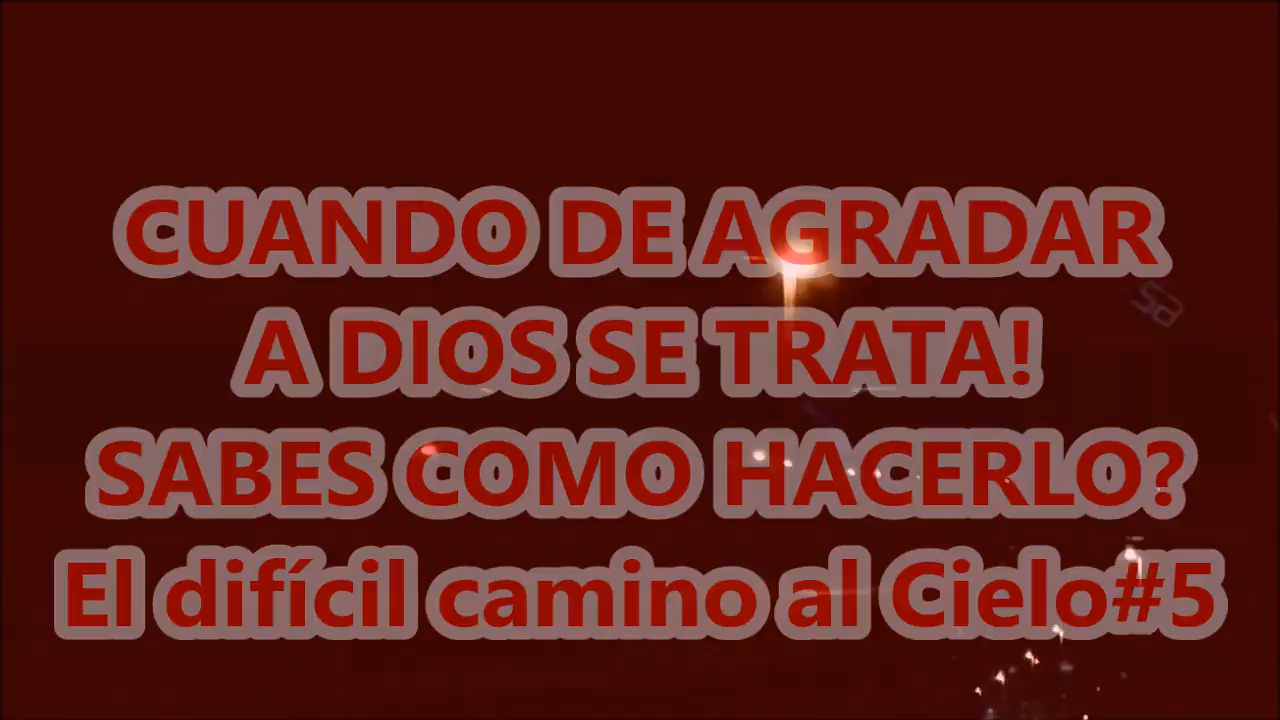 CUANDO DE AGRADAR
A DIOS SE TRATA!
SABES COMO HACERLO?
El difícil camino al Cielo#5